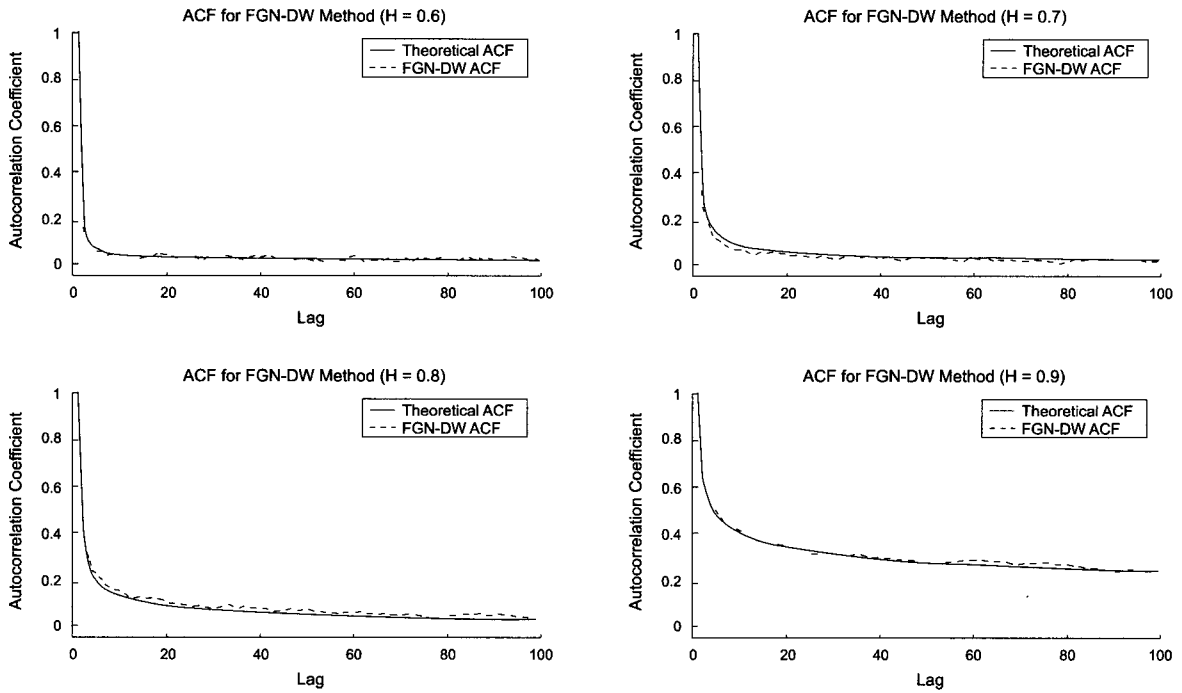 ACF for FGN-DW Method (H = 0.6)
Autocorrelation Coefficient
1
0.8
0.6
0.4
0.2
0
Theoretical ACF
FGN-DW ACF
0 20 40 60 80 100
Lag
ACF for FGN-DW Method (H = 0.7)
Autocorrelation Coefficient
1
0.8
0.6
0.4
0.2
0
Theoretical ACF
FGN-DW ACF
0 20 40 60 80 100
Lag
ACF for FGN-DW Method (H = 0.8)
Autocorrelation Coefficient
1
0.8
0.6
0.4
0.2
0
Theoretical ACF
FGN-DW ACF
0 20 40 60 80 100
Lag
ACF for FGN-DW Method (H = 0.9)
Autocorrelation Coefficient
1
0.8
0.6
0.4
0.2
0
Theoretical ACF
FGN-DW ACF
0 20 40 60 80 100
Lag